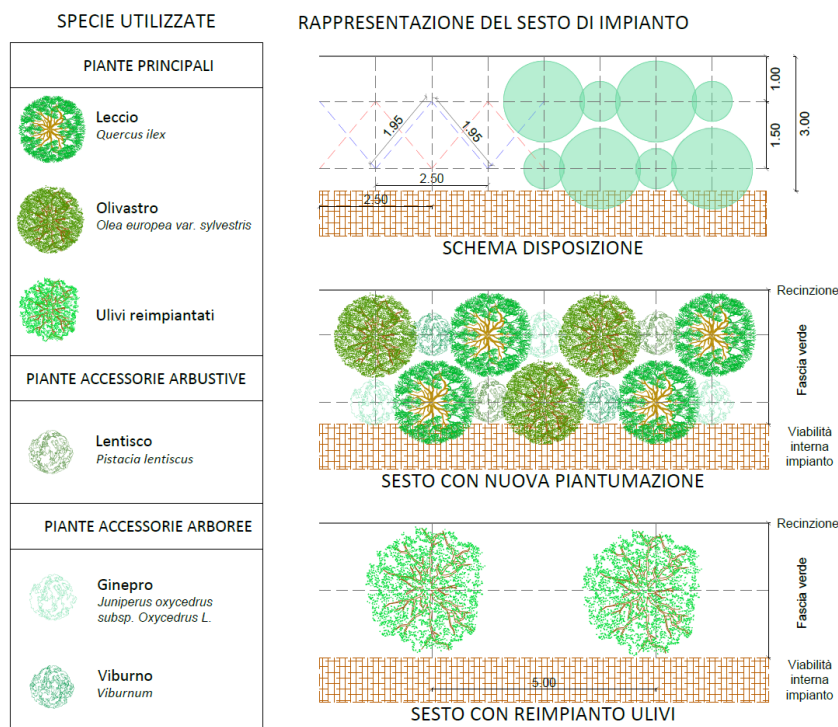 SPECIE UTILIZZATE
PIANTE PRINCIPALI
Leccio
Quercus ilex
Olivastro
Olea europea var. sylvestris
Ulivi reimpiantati
PIANTE ACCESSORIE ARBUSTIVE
Lentisco
Pistacia lentiscus
PIANTE ACCESSORIE ARBOREE
Ginepro
Juniperus oxycedrus
subsp. Oxycedrus L.
Viburno
Viburnum
RAPPRESENTAZIONE DEL SESTO DI IMPIANTO
1.95
1.95
2.50
2.50
1.00
1.50
3.00
SCHEMA DISPOSIZIONE
Recinzione
Fascia verde
Viabilità
interna
impianto
SESTO CON NUOVA PIANTUMAZIONE
Recinzione
Fascia verde
Viabilità
interna
impianto
5.00
SESTO CON REIMPIANTO ULIVI